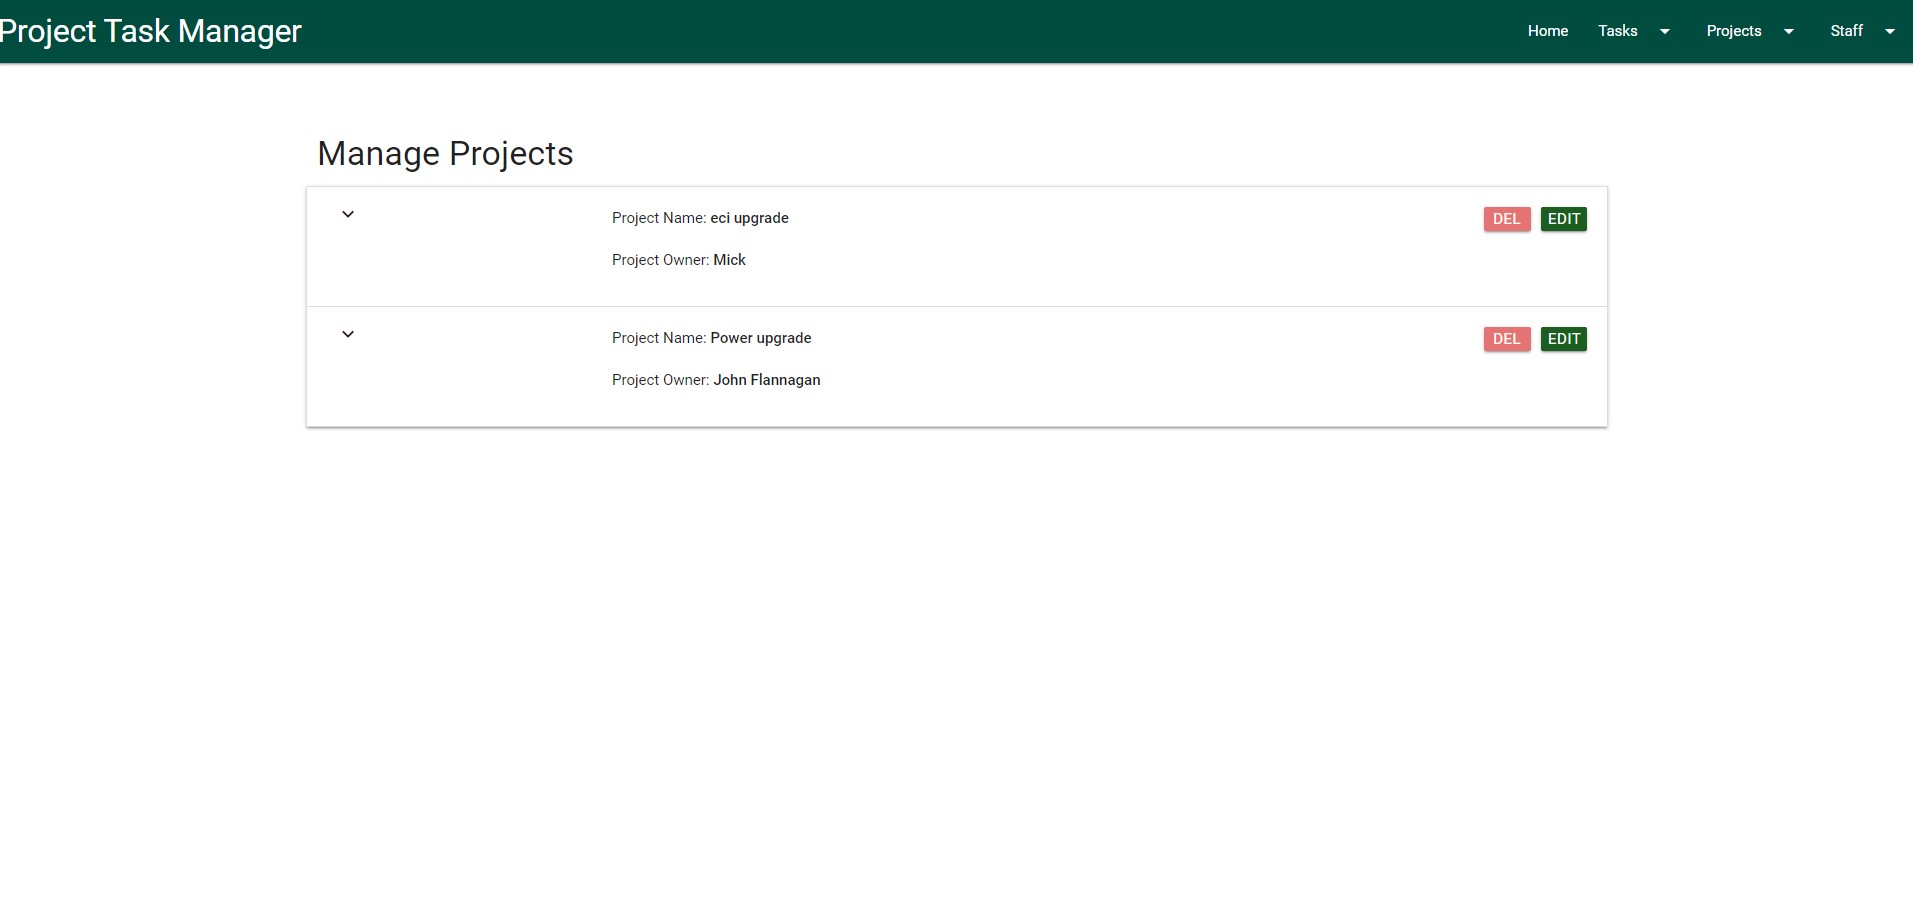 Project Task Manager
Home Tasks Projects Staff
Manage Projects
Project Name: eci upgrade DEL EDIT
Project Owner: Mick
Project Name: Power upgrade DEL EDIT
Project Owner: John Flannagan